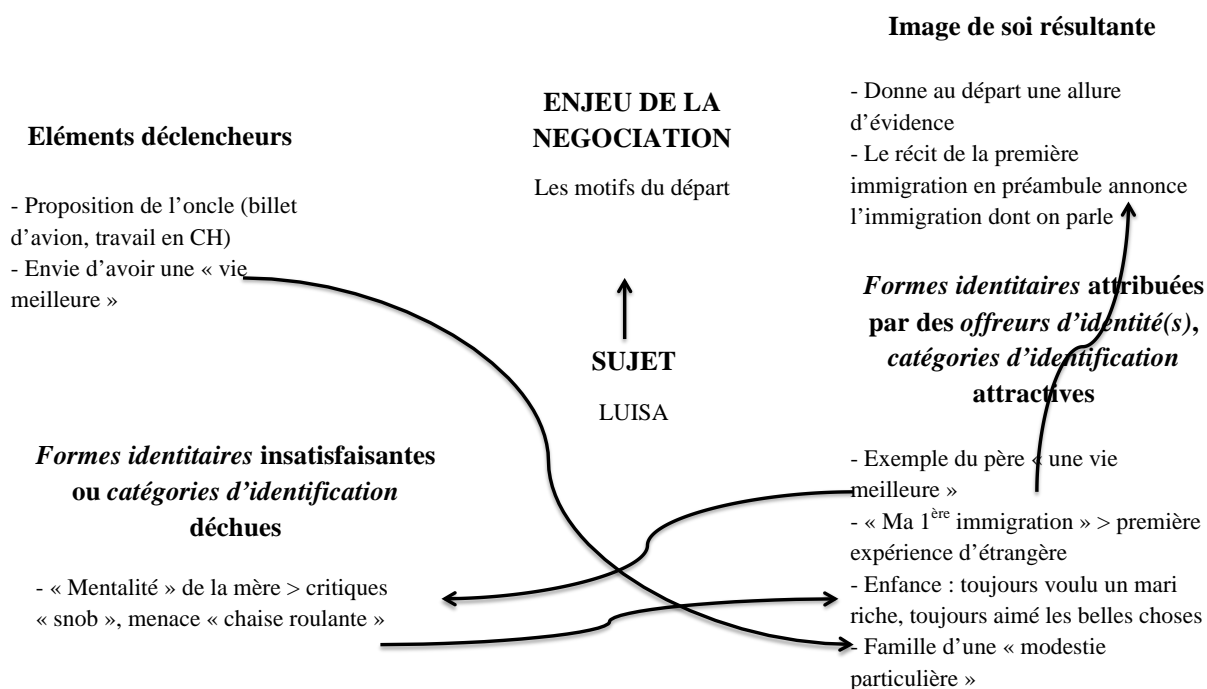 Eléments déclencheurs
- Proposition de l’oncle (billet
d’avion, travail en CH)
- Envie d’avoir une « vie
meilleure »
ENJEU DE LA
NEGOCIATION
Les motifs du départ
SUJET
LUISA
Image de soi résultante
- Donne au départ une allure
d’évidence
- Le récit de la première
immigration en préambule annonce
l’immigration dont on parle
Formes identitaires attribuées
par des offreurs d’identité(s),
catégories d’identification
attractives
- Exemple du père « une vie
meilleure »
- « Ma 1ère immigration » > première
expérience d’étrangère
- Enfance : toujours voulu un mari
riche, toujours aimé les belles choses
- Famille d’une « modestie
particulière »
Formes identitaires insatisfaisantes
ou catégories d’identification
déchues
- « Mentalité » de la mère > critiques
« snob », menace « chaise roulante »